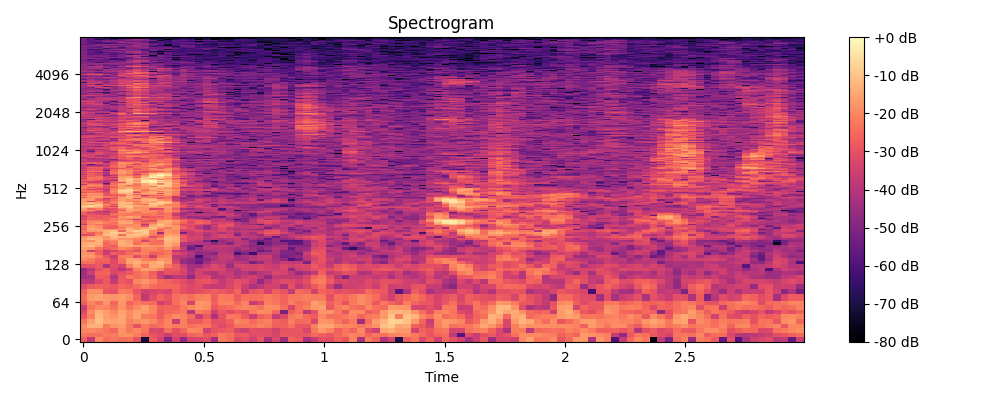 Spectrogram
Hz
4096
2048
1024
512
256
128
64
0
0
0.5
1
1.5
2
2.5
Time
+0 dB
-10 dB
-20 dB
-30 dB
-40 dB
-50 dB
-60 dB
-70 dB
-80 dB